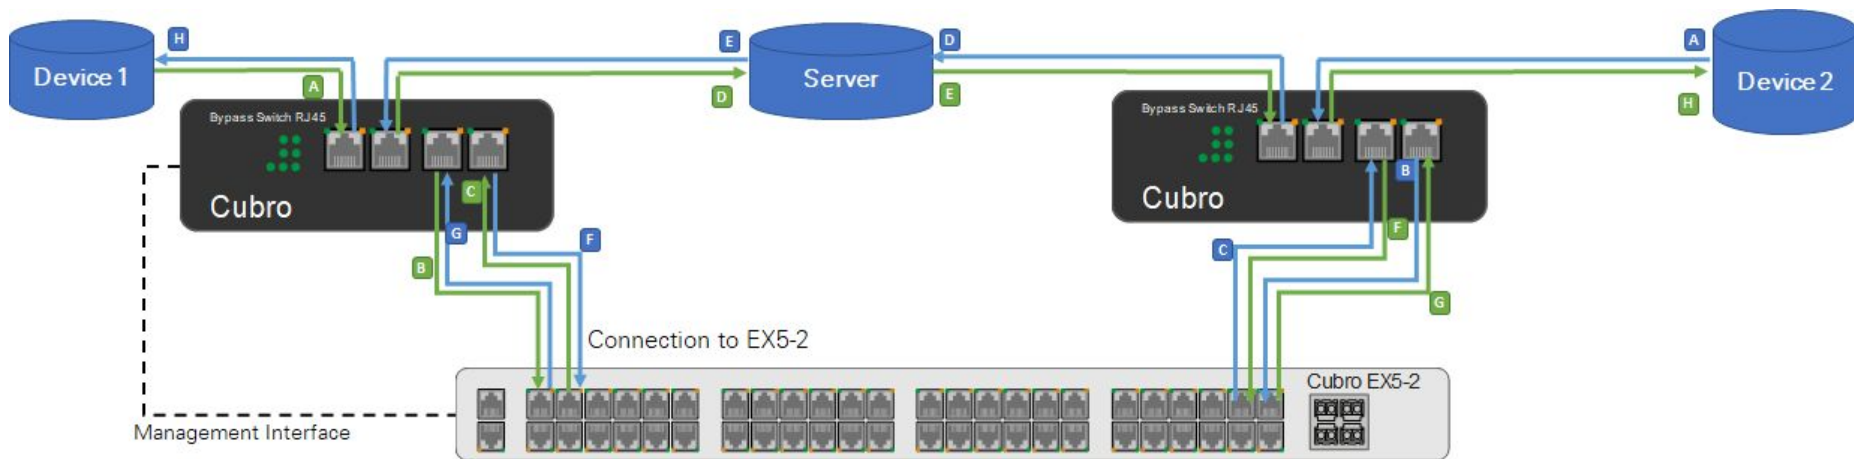 H
E
D
A
Device 1
Server
Device 2
A
D
E
H
Bypass Switch RJ45
Bypass Switch RJ45
Cubro
Cubro
C
B
G
F
B
F
C
G
Connection to EX5-2
Cubro EX5-2
Management Interface